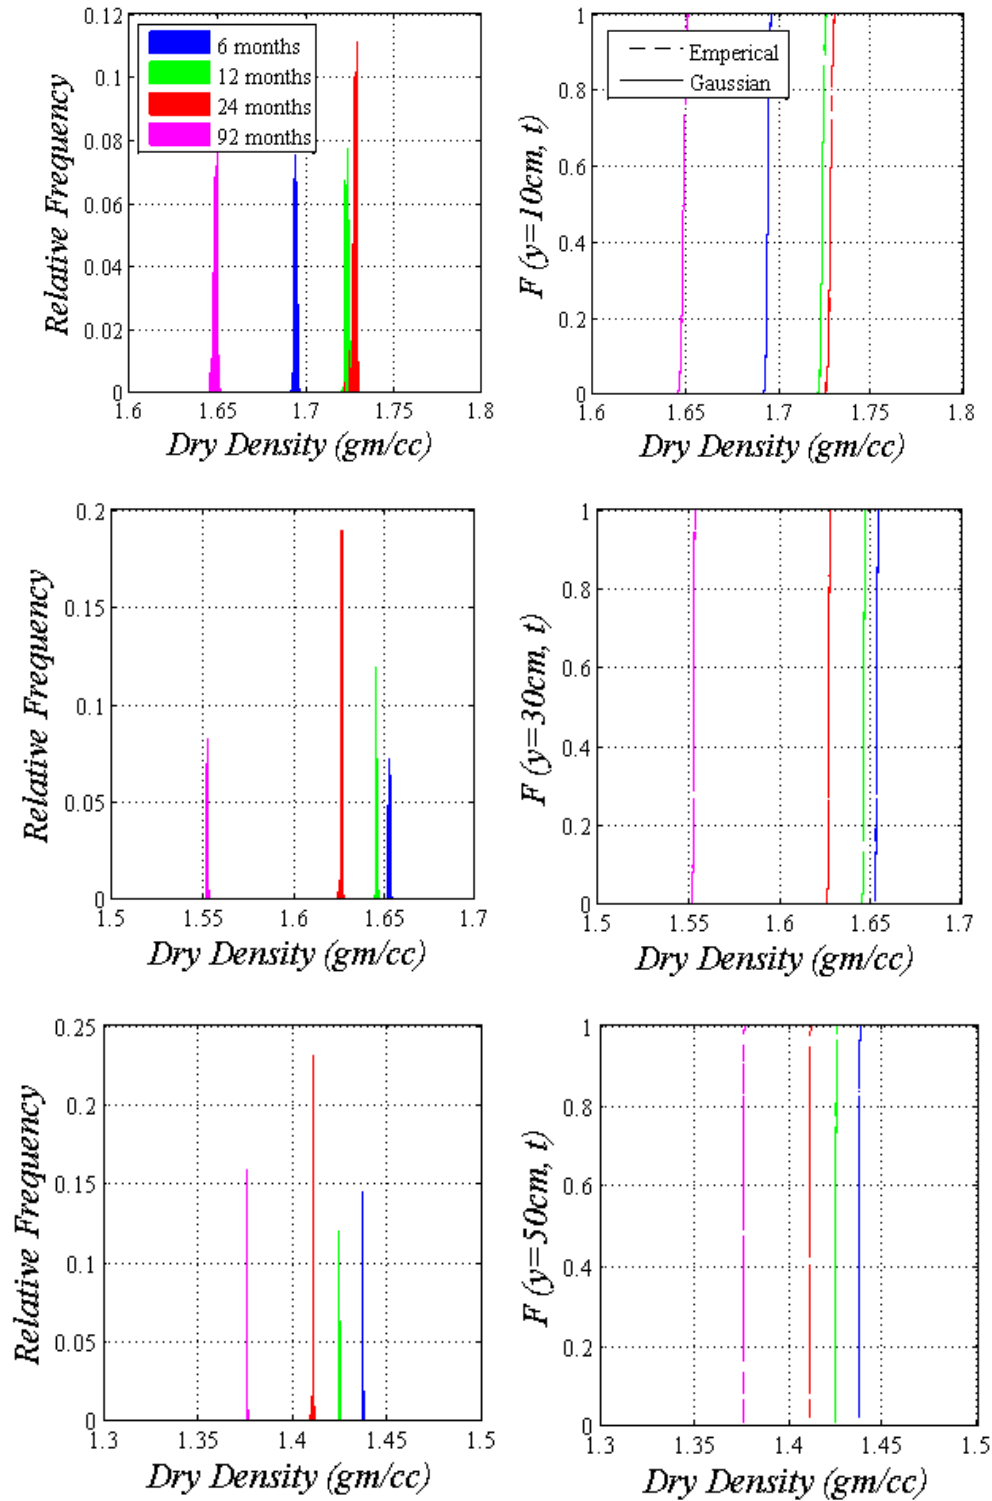 0.12
0.1
0.08
0.06
0.04
0.02
0
Relative Frequency
6 months
12 months
24 months
92 months
1.6 1.65 1.7 1.75 1.8
Dry Density (gm/cc)
1
0.8
0.6
0.4
0.2
0
F (y=10cm, t)
Emperical
Gaussian
1.6 1.65 1.7 1.75 1.8
Dry Density (gm/cc)
0.2
0.15
0.1
0.05
0
Relative Frequency
1.5 1.55 1.6 1.65 1.7
Dry Density (gm/cc)
1
0.8
0.6
0.4
0.2
0
F (y=30cm, t)
1.5 1.55 1.6 1.65 1.7
Dry Density (gm/cc)
0.25
0.2
0.15
0.1
0.05
0
Relative Frequency
1.3 1.35 1.4 1.45 1.5
Dry Density (gm/cc)
1
0.8
0.6
0.4
0.2
0
F (y=50cm, t)
1.3 1.35 1.4 1.45 1.5
Dry Density (gm/cc)